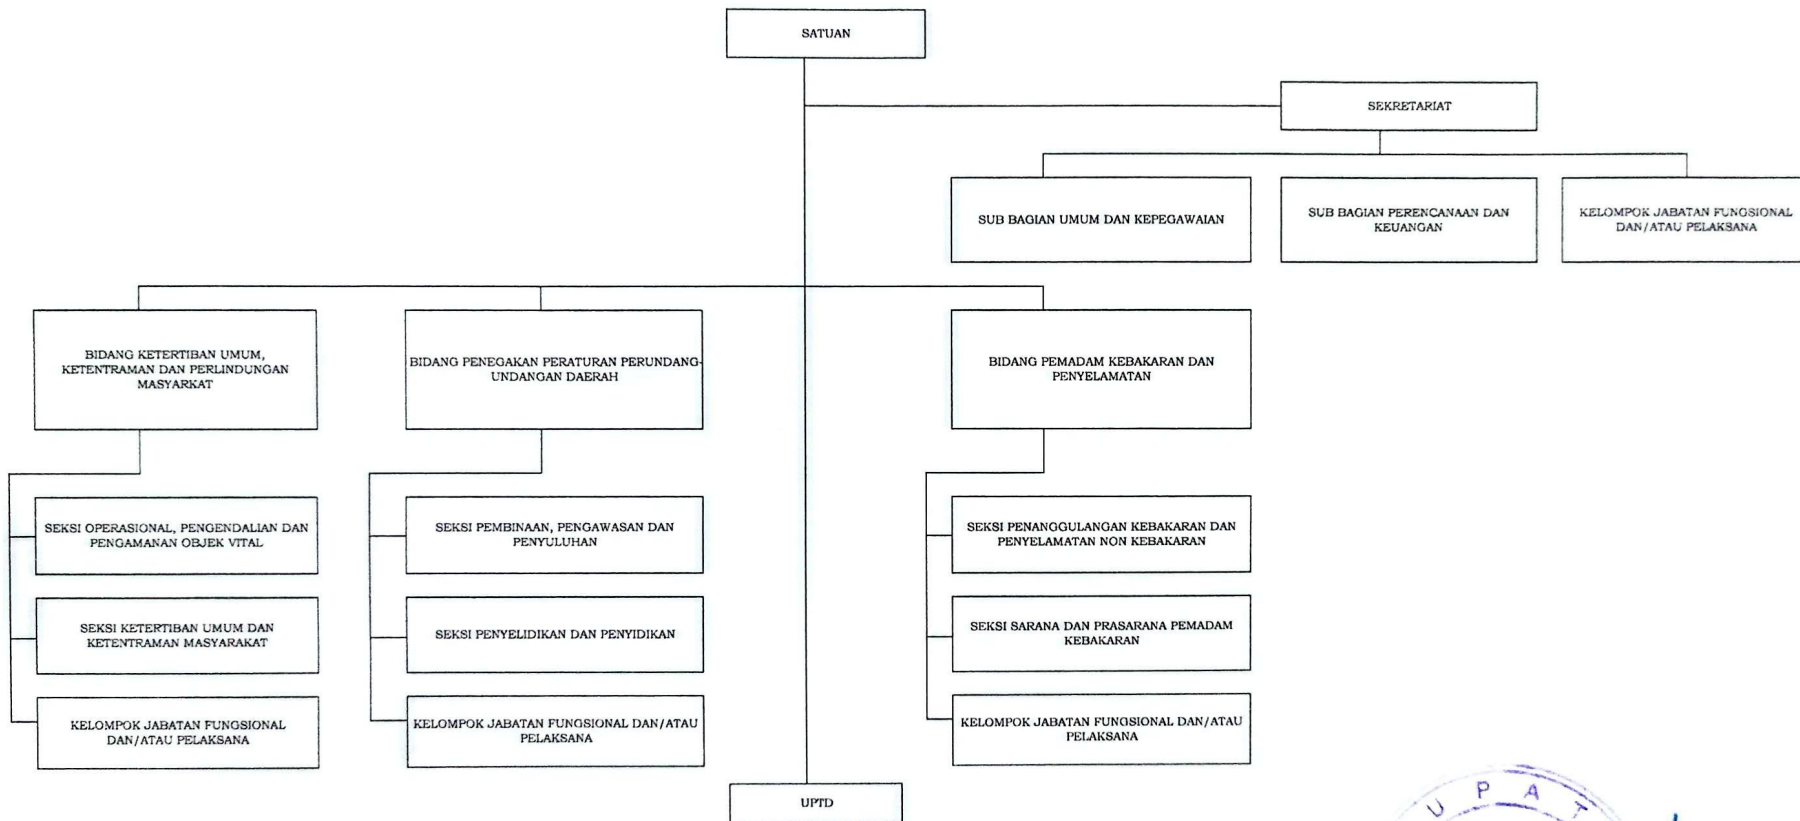 SATUAN
SEKRETARIAT
SUB BAGIAN UMUM DAN KEPEGAWAIAN
SUB BAGIAN PERENCANAAN DAN
KEUANGAN
KELOMPOK JABATAN FUNGSIONAL
DAN/ATAU PELAKSANA
BIDANG KETERTIBAN UMUM,
KETENTRAMAN DAN PERLINDUNGAN
MASYARKAT
BIDANG PENEGAKAN PERATURAN PERUNDANG-
UNDANGAN DAERAH
BIDANG PEMADAM KEBAKARAN DAN
PENYELAMATAN
SEKSI OPERASIONAL, PENGENDALIAN DAN
PENGAMANAN OBJEK VITAL
SEKSI PEMBINAAN, PENGAWASAN DAN
PENYULUHAN
SEKSI PENANGGULANGAN KEBAKARAN DAN
PENYELAMATAN NON KEBAKARAN
SEKSI KETERTIBAN UMUM DAN
KETENTRAMAN MASYARAKAT
SEKSI PENYELIDIKAN DAN PENYIDIKAN
SEKSI SARANA DAN PRASARANA PEMADAM
KEBAKARAN
KELOMPOK JABATAN FUNGSIONAL
DAN/ATAU PELAKSANA
KELOMPOK JABATAN FUNGSIONAL DAN/ATAU
PELAKSANA
KELOMPOK JABATAN FUNGSIONAL DAN/ATAU
PELAKSANA
UPTD
UPAT